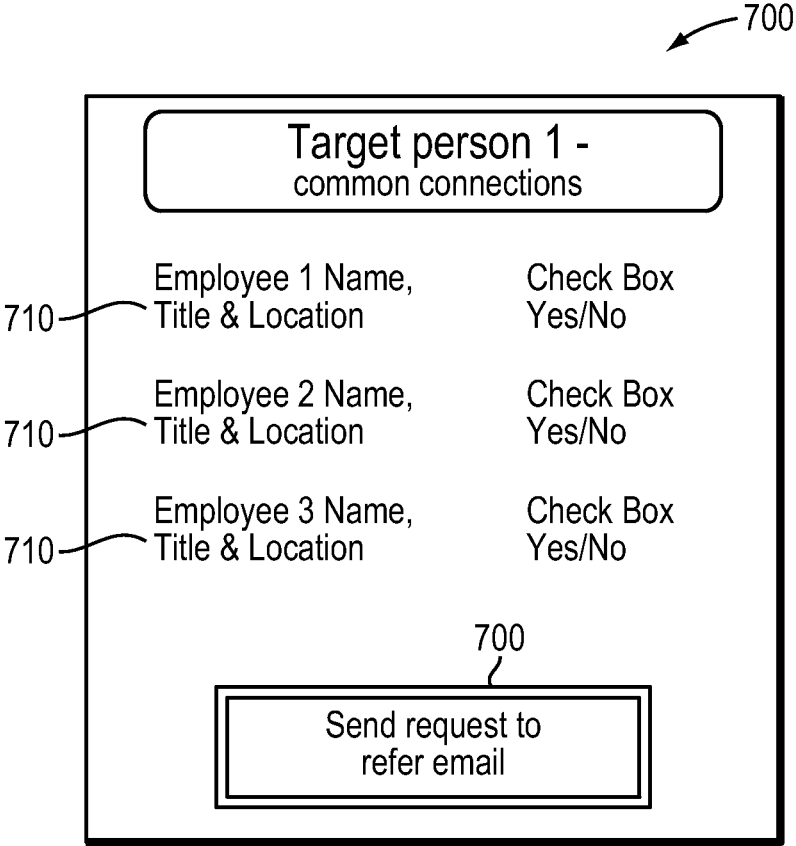 700
Target person 1 -
common connections
Employee 1 Name,
Title & Location
Check Box
Yes/No
710
Employee 2 Name,
Title & Location
Check Box
Yes/No
710
Employee 3 Name,
Title & Location
Check Box
Yes/No
710
700
Send request to
refer email